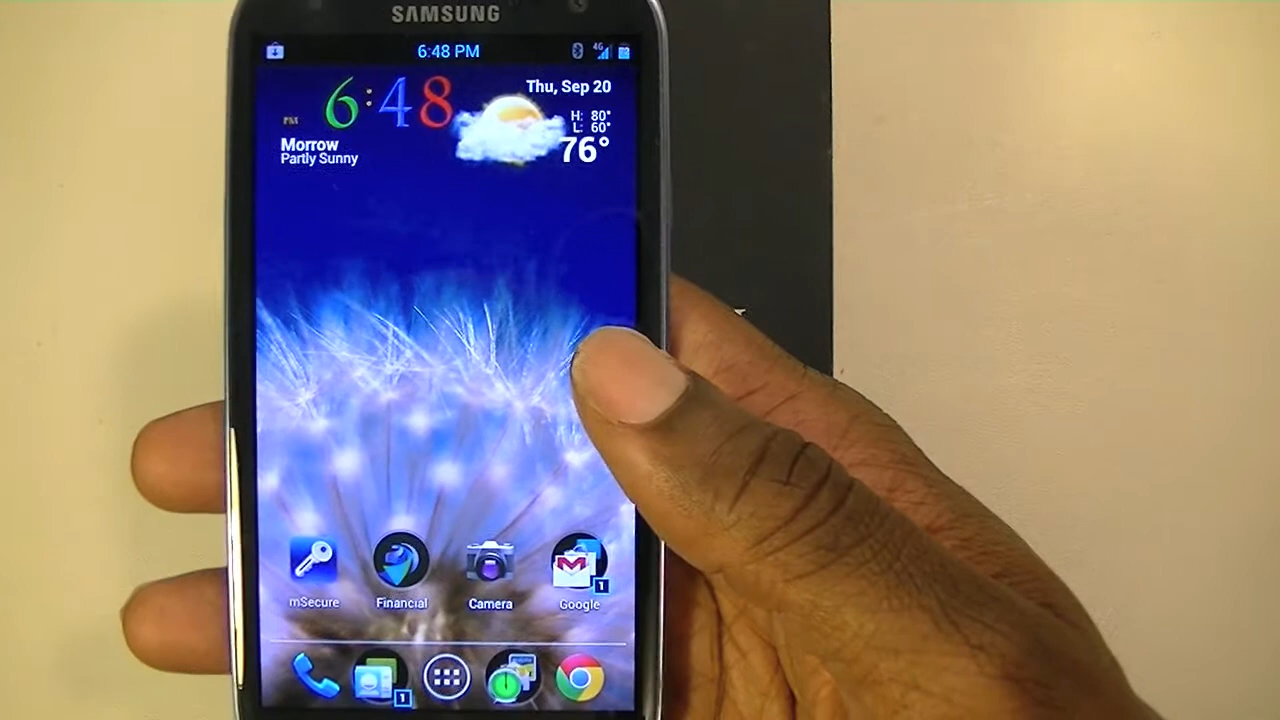 SAMSUNG
6:48 PM
4G
6:48
PM
Thu, Sep 20
H: 80°
L: 60°
76°
Morrow
Partly Sunny
mSecure
Financial
Camera
Google
1
1